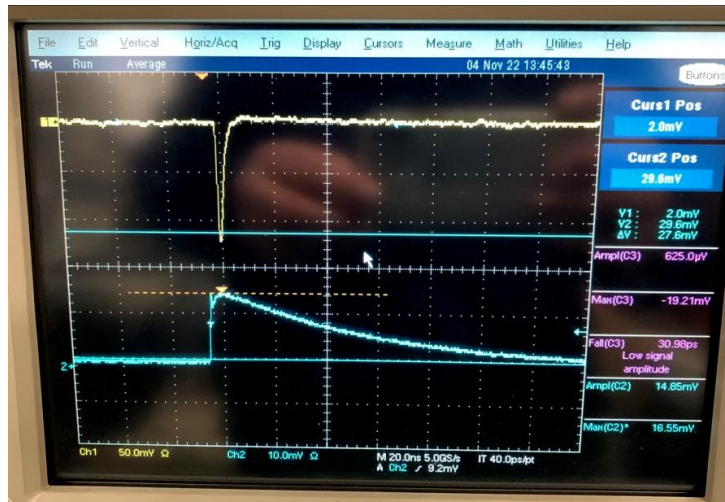 File Edit Vertical Horiz/Acq Trig Display Cursors Measure Math Utilities Help
Tek Run Average 04 Nov 22 13:45:43
Buttons
Curs1 Pos
2.0mV
Curs2 Pos
29.6mV
V1 : 2.0mV
V2 : 29.6mV
ΔV : 27.6mV
Ampl(C3) 625.0µV
Max(C3) -19.21mV
Fall(C3) 30.98ps
Low signal
amplitude
Ampl(C2) 14.85mV
Max(C2)* 16.55mV
1
2
Ch1 50.0mV Ω Ch2 10.0mV Ω M 20.0ns 5.0GS/s IT 40.0ps/pt
A Ch2 9.2mV